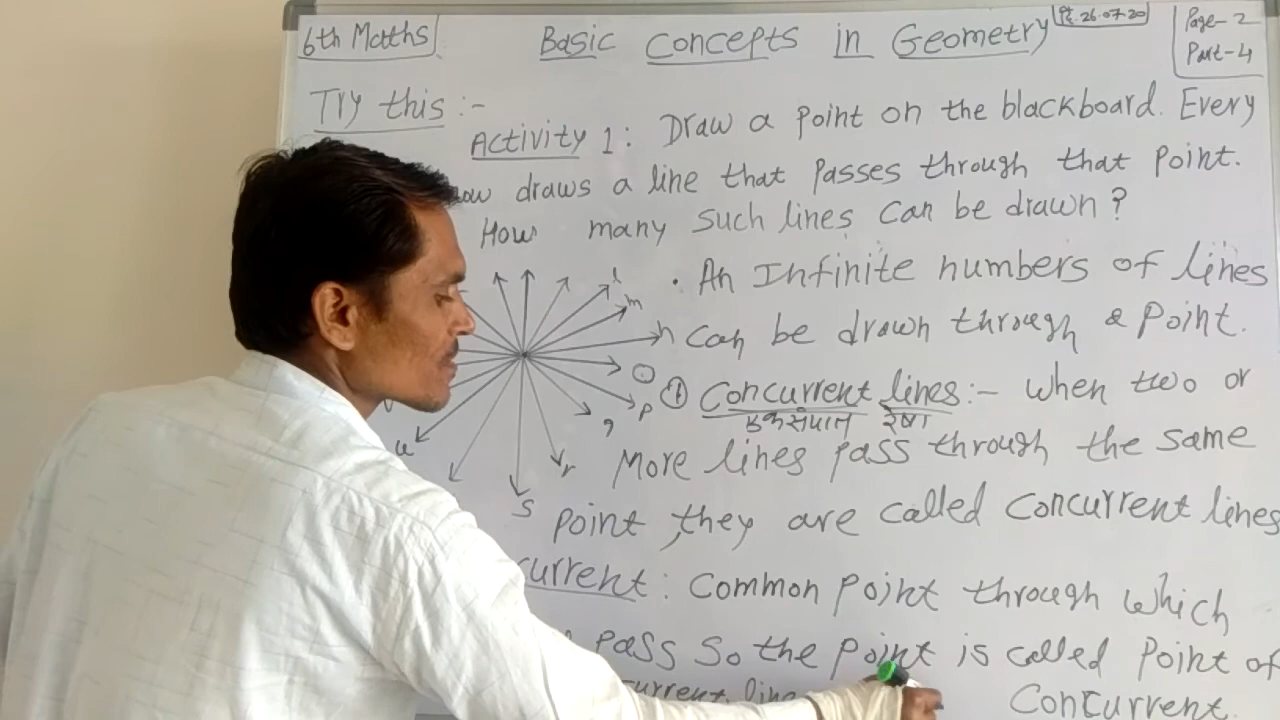 6th Maths
Basic Concepts in Geometry
दि. 26.07.20
Page-2
Part-4
Try this :-
Activity 1: Draw a point on the blackboard. Every
draws a line that passes through that point.
How many such lines can be drawn?
. An Infinite numbers of lines
can be drawn through a point.
l
m
n
o
p
q
r
s
u
① Concurrent lines:- when two or
एकसंपात रेषा
More lines pass through the same
point, they are called concurrent lines
current: Common point through which
pass so the point is called point of
current line
Concurrent.